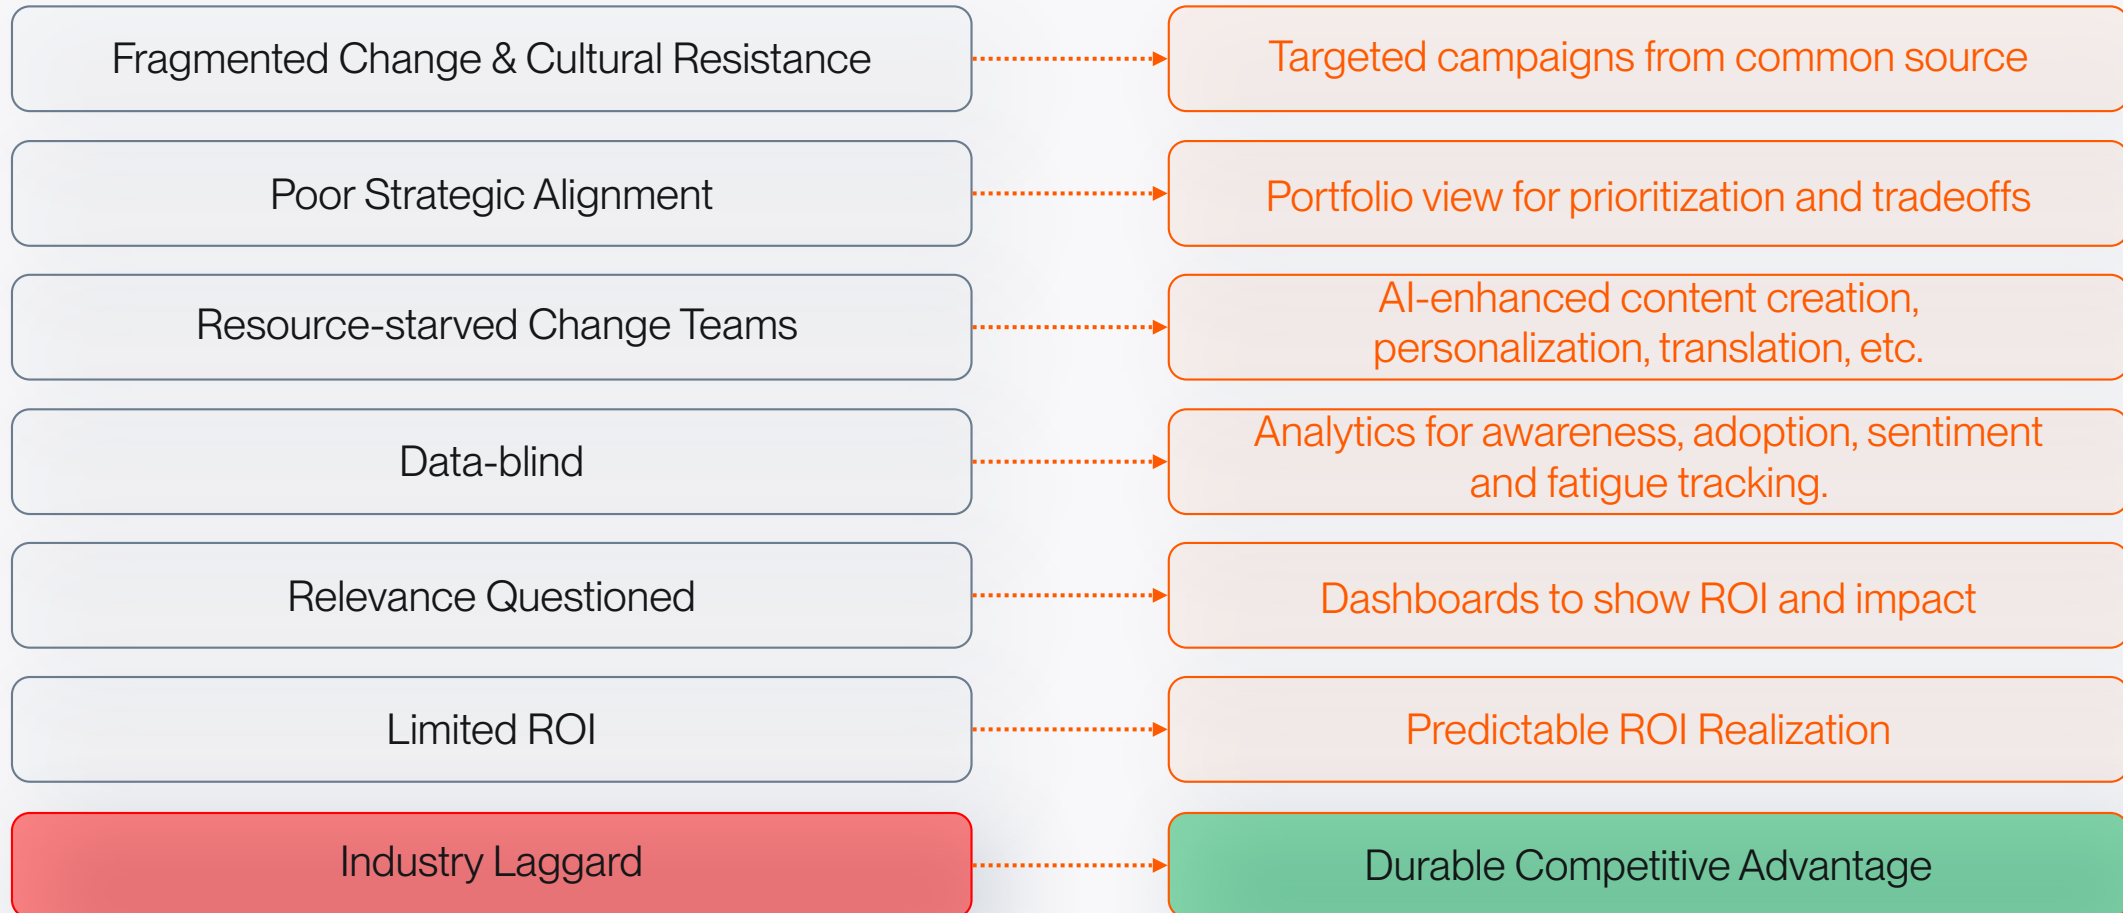 Fragmented Change & Cultural Resistance
Targeted campaigns from common source
Poor Strategic Alignment
Portfolio view for prioritization and tradeoffs
Resource-starved Change Teams
AI-enhanced content creation,
personalization, translation, etc.
Data-blind
Analytics for awareness, adoption, sentiment
and fatigue tracking.
Relevance Questioned
Dashboards to show ROI and impact
Limited ROI
Predictable ROI Realization
Industry Laggard
Durable Competitive Advantage